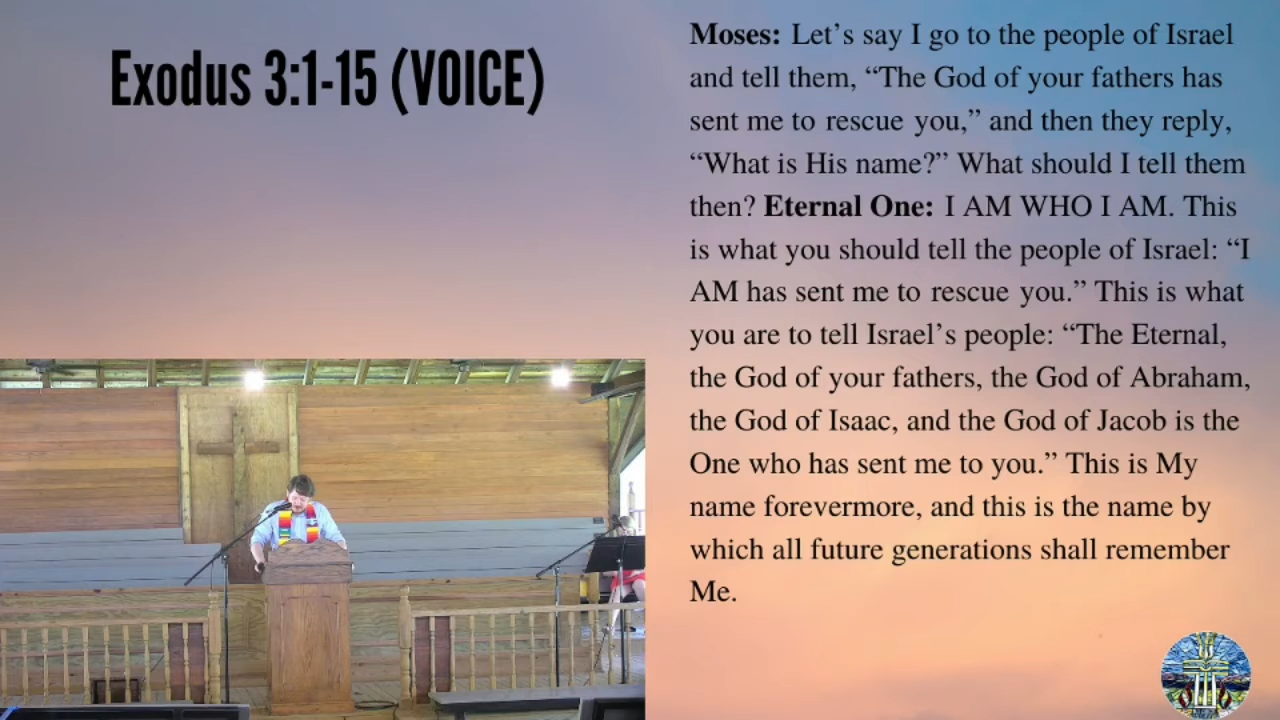 Exodus 3:1-15 (VOICE)
Moses: Let’s say I go to the people of Israel
and tell them, “The God of your fathers has
sent me to rescue you,” and then they reply,
“What is His name?” What should I tell them
then? Eternal One: I AM WHO I AM. This
is what you should tell the people of Israel: “I
AM has sent me to rescue you.” This is what
you are to tell Israel’s people: “The Eternal,
the God of your fathers, the God of Abraham,
the God of Isaac, and the God of Jacob is the
One who has sent me to you.” This is My
name forevermore, and this is the name by
which all future generations shall remember
Me.